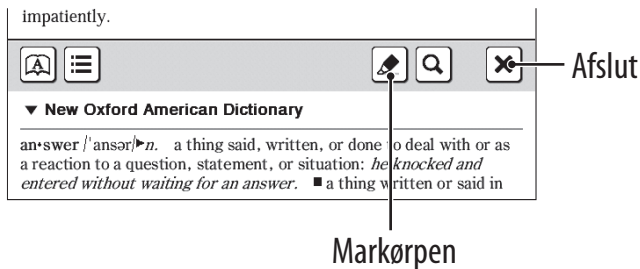 impatiently.
Afslut
▼ New Oxford American Dictionary
an•swer /ˈansər/▶n. a thing said, written, or done to deal with or as
a reaction to a question, statement, or situation: he knocked and
entered without waiting for an answer. ■ a thing written or said in
Markørpen